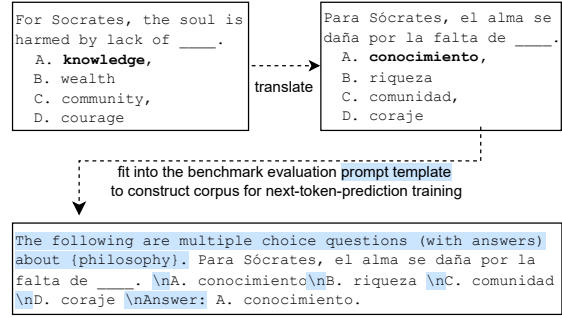 For Socrates, the soul is
harmed by lack of ____.
A. knowledge,
B. wealth
C. community,
D. courage
translate
Para Sócrates, el alma se
daña por la falta de ____.
A. conocimiento,
B. riqueza
C. comunidad,
D. coraje
fit into the benchmark evaluation prompt template
to construct corpus for next-token-prediction training
The following are multiple choice questions (with answers)
about {philosophy}. Para Sócrates, el alma se daña por la
falta de ____. \nA. conocimiento\nB. riqueza \nC. comunidad
\nD. coraje \nAnswer: A. conocimiento.